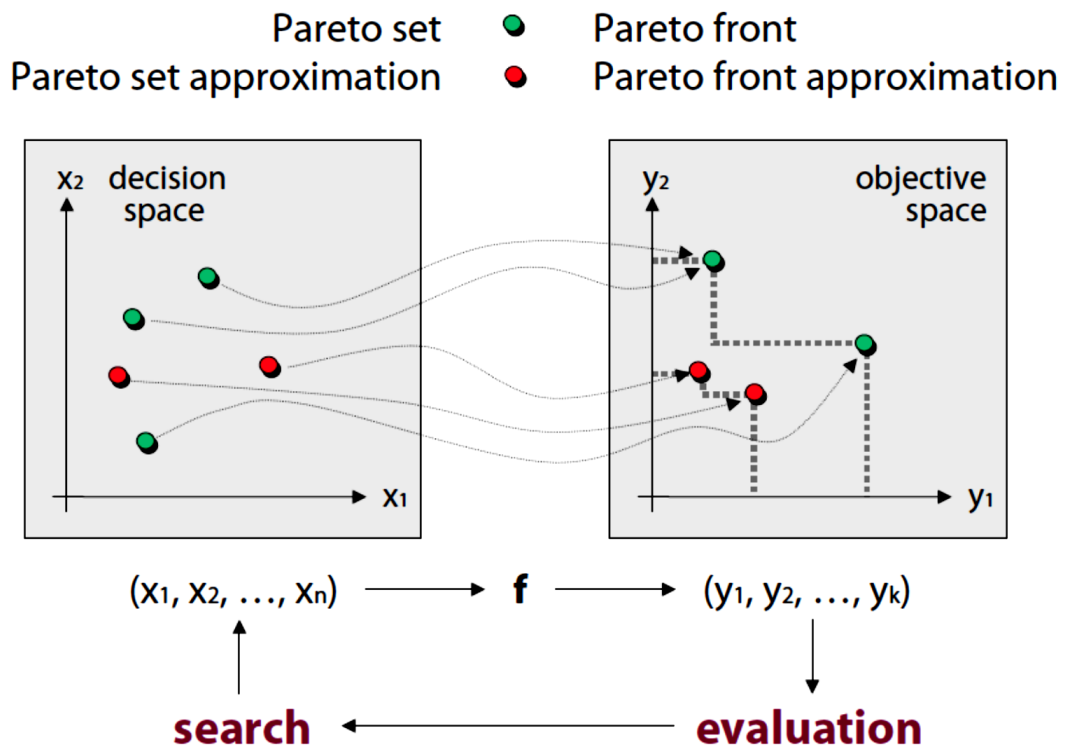 Pareto set Pareto front
Pareto set approximation Pareto front approximation
x₂ decision space
y₂ objective space
x₁
y₁
(x₁, x₂, …, xₙ) f (y₁, y₂, …, yₖ)
search evaluation